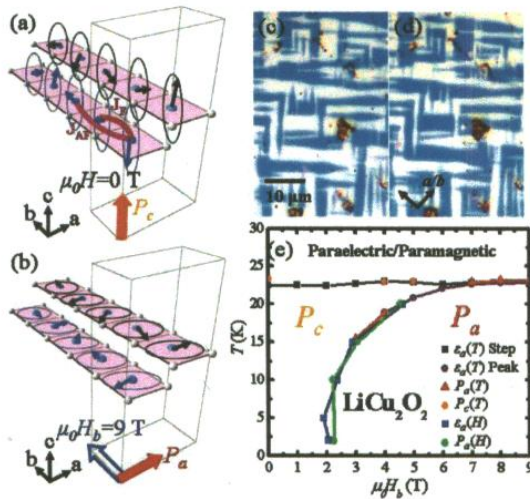 (a)
J_F
J_AF
μ₀H=0 T
P_c
c
b
a
(b)
μ₀H_b=9 T
P_a
c
b
a
(c)
(d)
10 μm
a/b
(e)
Paraelectric/Paramagnetic
P_c
P_a
ε_a(T) Step
ε_a(T) Peak
P_a(T)
P_c(T)
ε_a(H)
P_a(H)
LiCu₂O₂
T(K)
30
25
20
15
10
5
0
0 1 2 3 4 5 6 7 8 9
μ₀H_b(T)